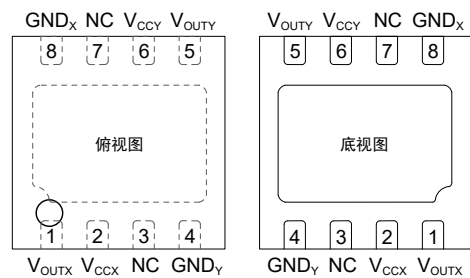 GNDX NC VCCY VOUTY
8 7 6 5
俯视图
1 2 3 4
VOUTX VCCX NC GNDY
VOUTY VCCY NC GNDX
5 6 7 8
底视图
4 3 2 1
GNDY NC VCCX VOUTX